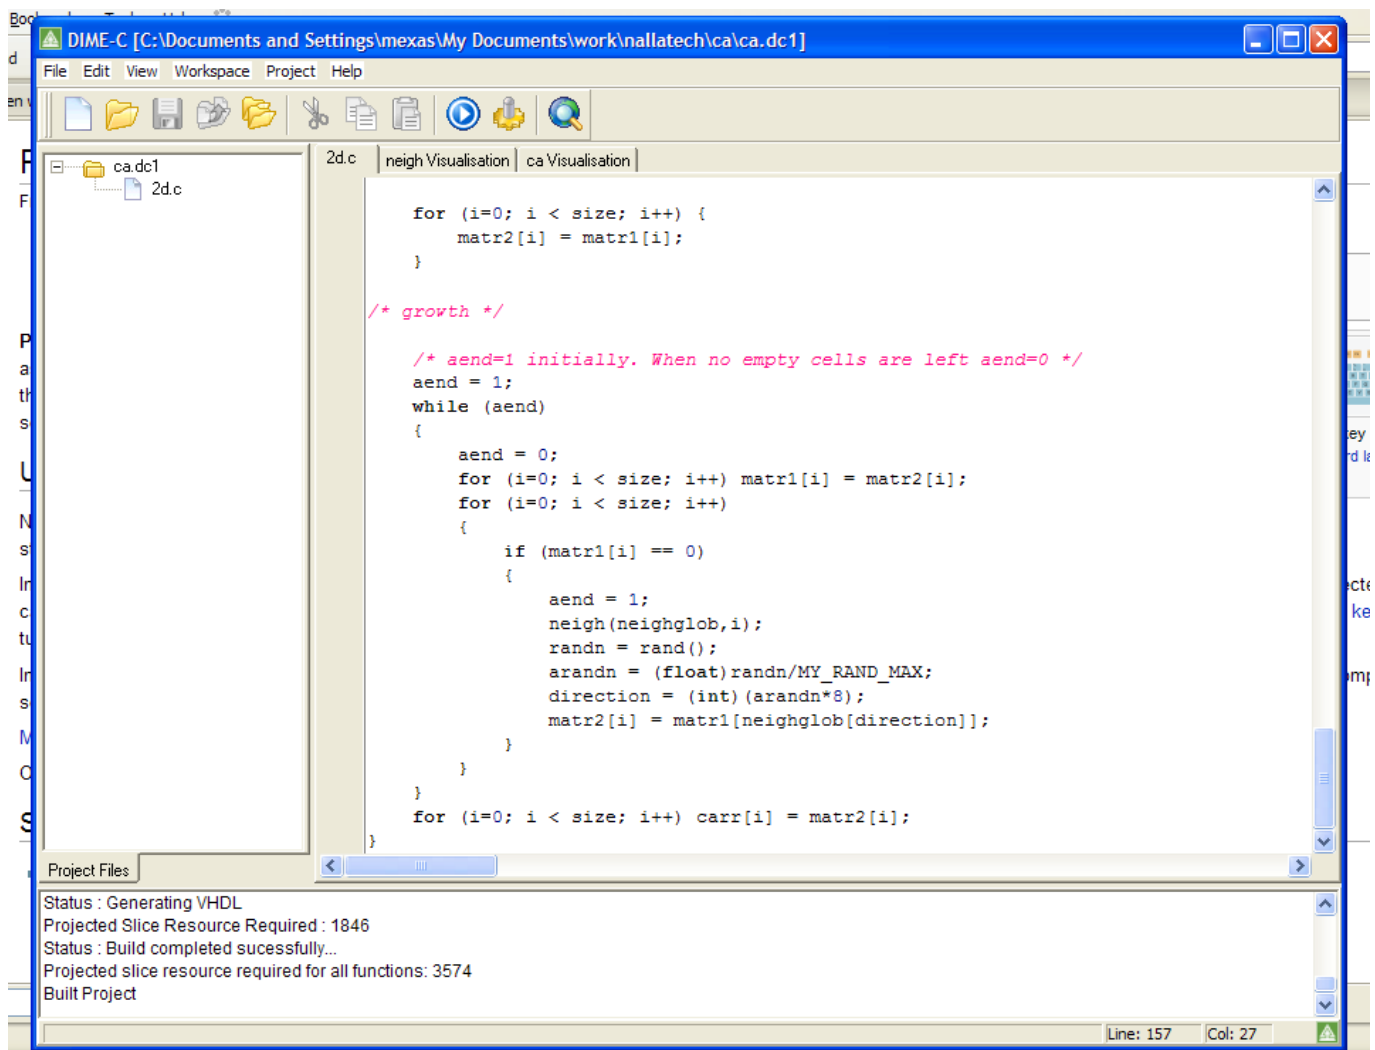 DIME-C [C:\Documents and Settings\mexas\My Documents\work\nallatech\ca\ca.dc1]
File Edit View Workspace Project Help
ca.dc1
2d.c
2d.c neigh Visualisation ca Visualisation
for (i=0; i < size; i++) {
matr2[i] = matr1[i];
}
/* growth */
/* aend=1 initially. When no empty cells are left aend=0 */
aend = 1;
while (aend)
{
aend = 0;
for (i=0; i < size; i++) matr1[i] = matr2[i];
for (i=0; i < size; i++)
{
if (matr1[i] == 0)
{
aend = 1;
neigh(neighglob,i);
randn = rand();
arandn = (float)randn/MY_RAND_MAX;
direction = (int)(arandn*8);
matr2[i] = matr1[neighglob[direction]];
}
}
}
for (i=0; i < size; i++) carr[i] = matr2[i];
}
Project Files
Status : Generating VHDL
Projected Slice Resource Required : 1846
Status : Build completed sucessfully...
Projected slice resource required for all functions: 3574
Built Project
Line: 157 Col: 27